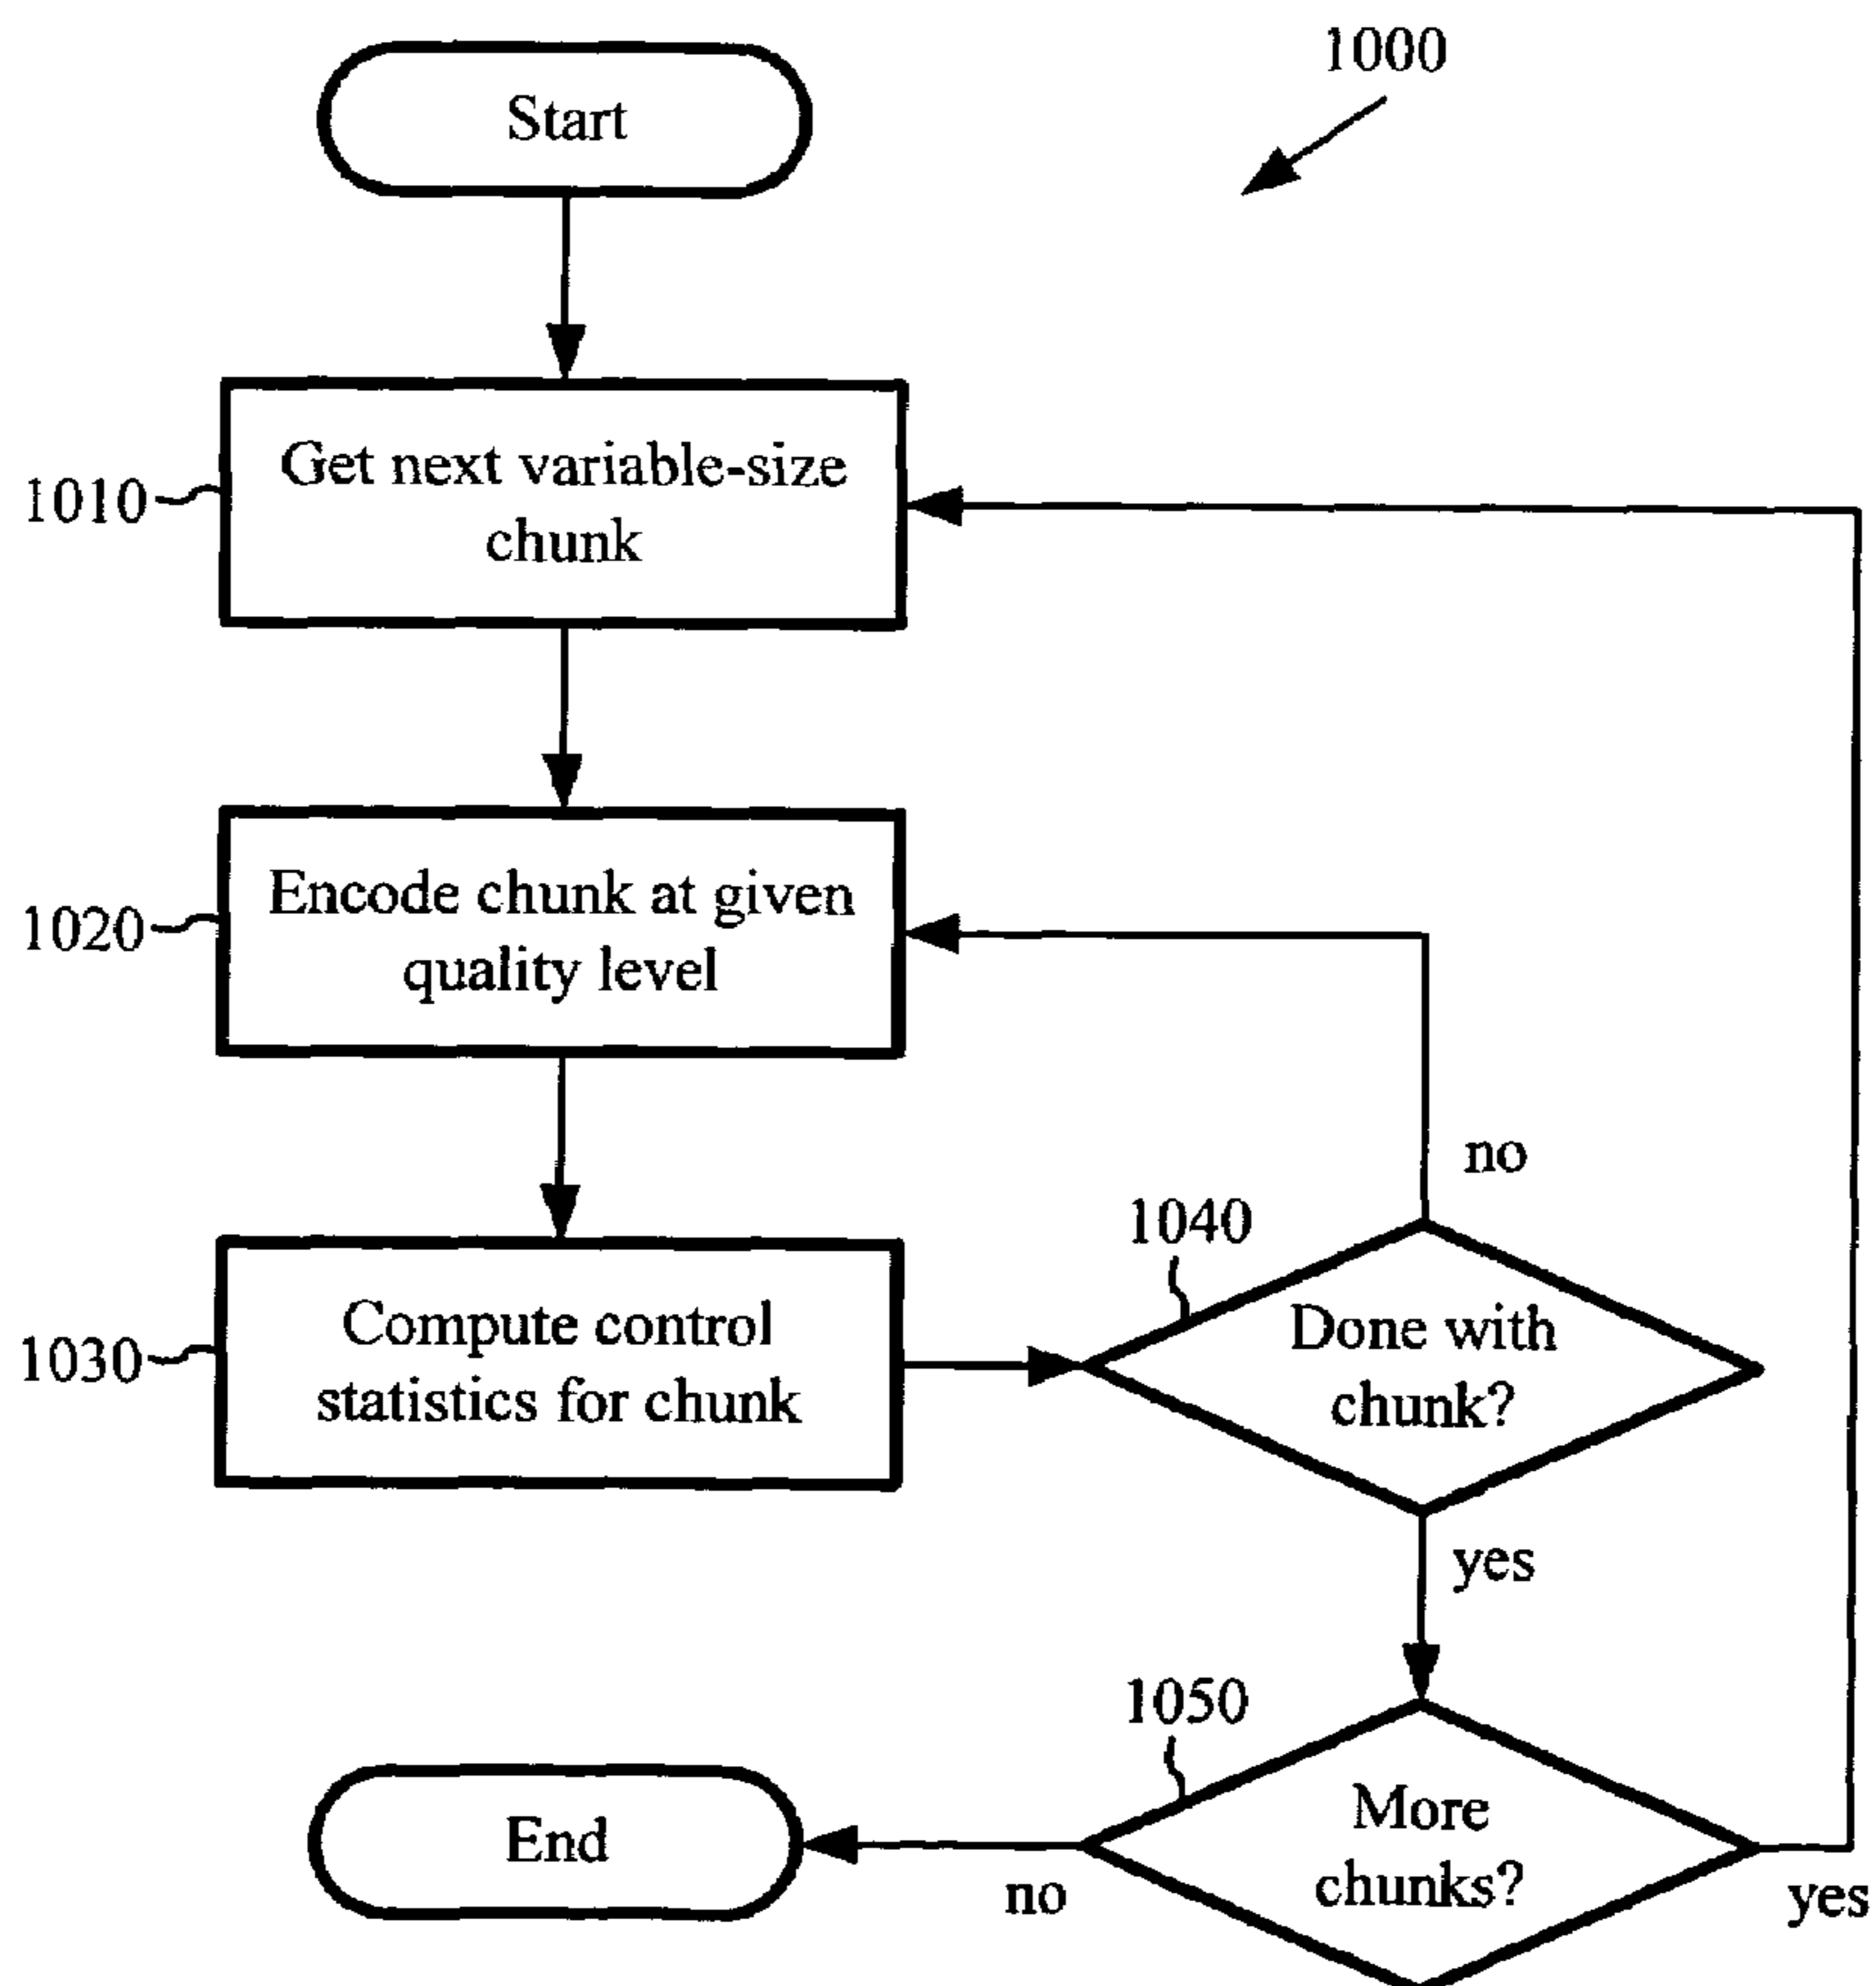 1000
Start
1010
Get next variable-size
chunk
1020
Encode chunk at given
quality level
no
1030
Compute control
statistics for chunk
1040
Done with
chunk?
yes
1050
More
chunks?
End
no
yes